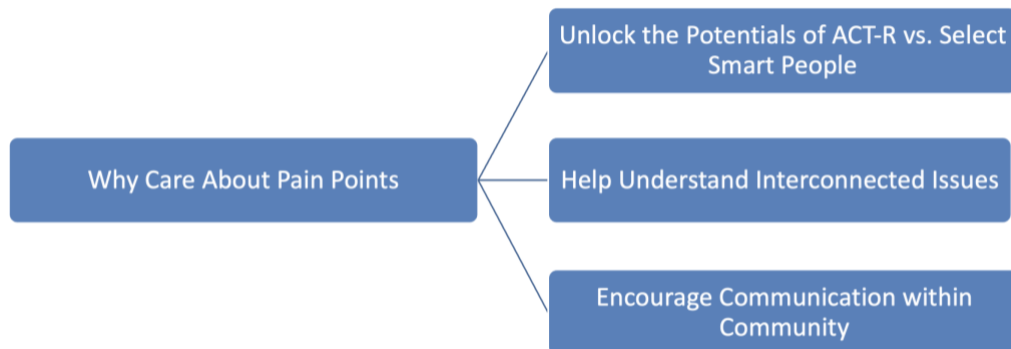 Unlock the Potentials of ACT-R vs. Select
Smart People
Why Care About Pain Points
Help Understand Interconnected Issues
Encourage Communication within
Community